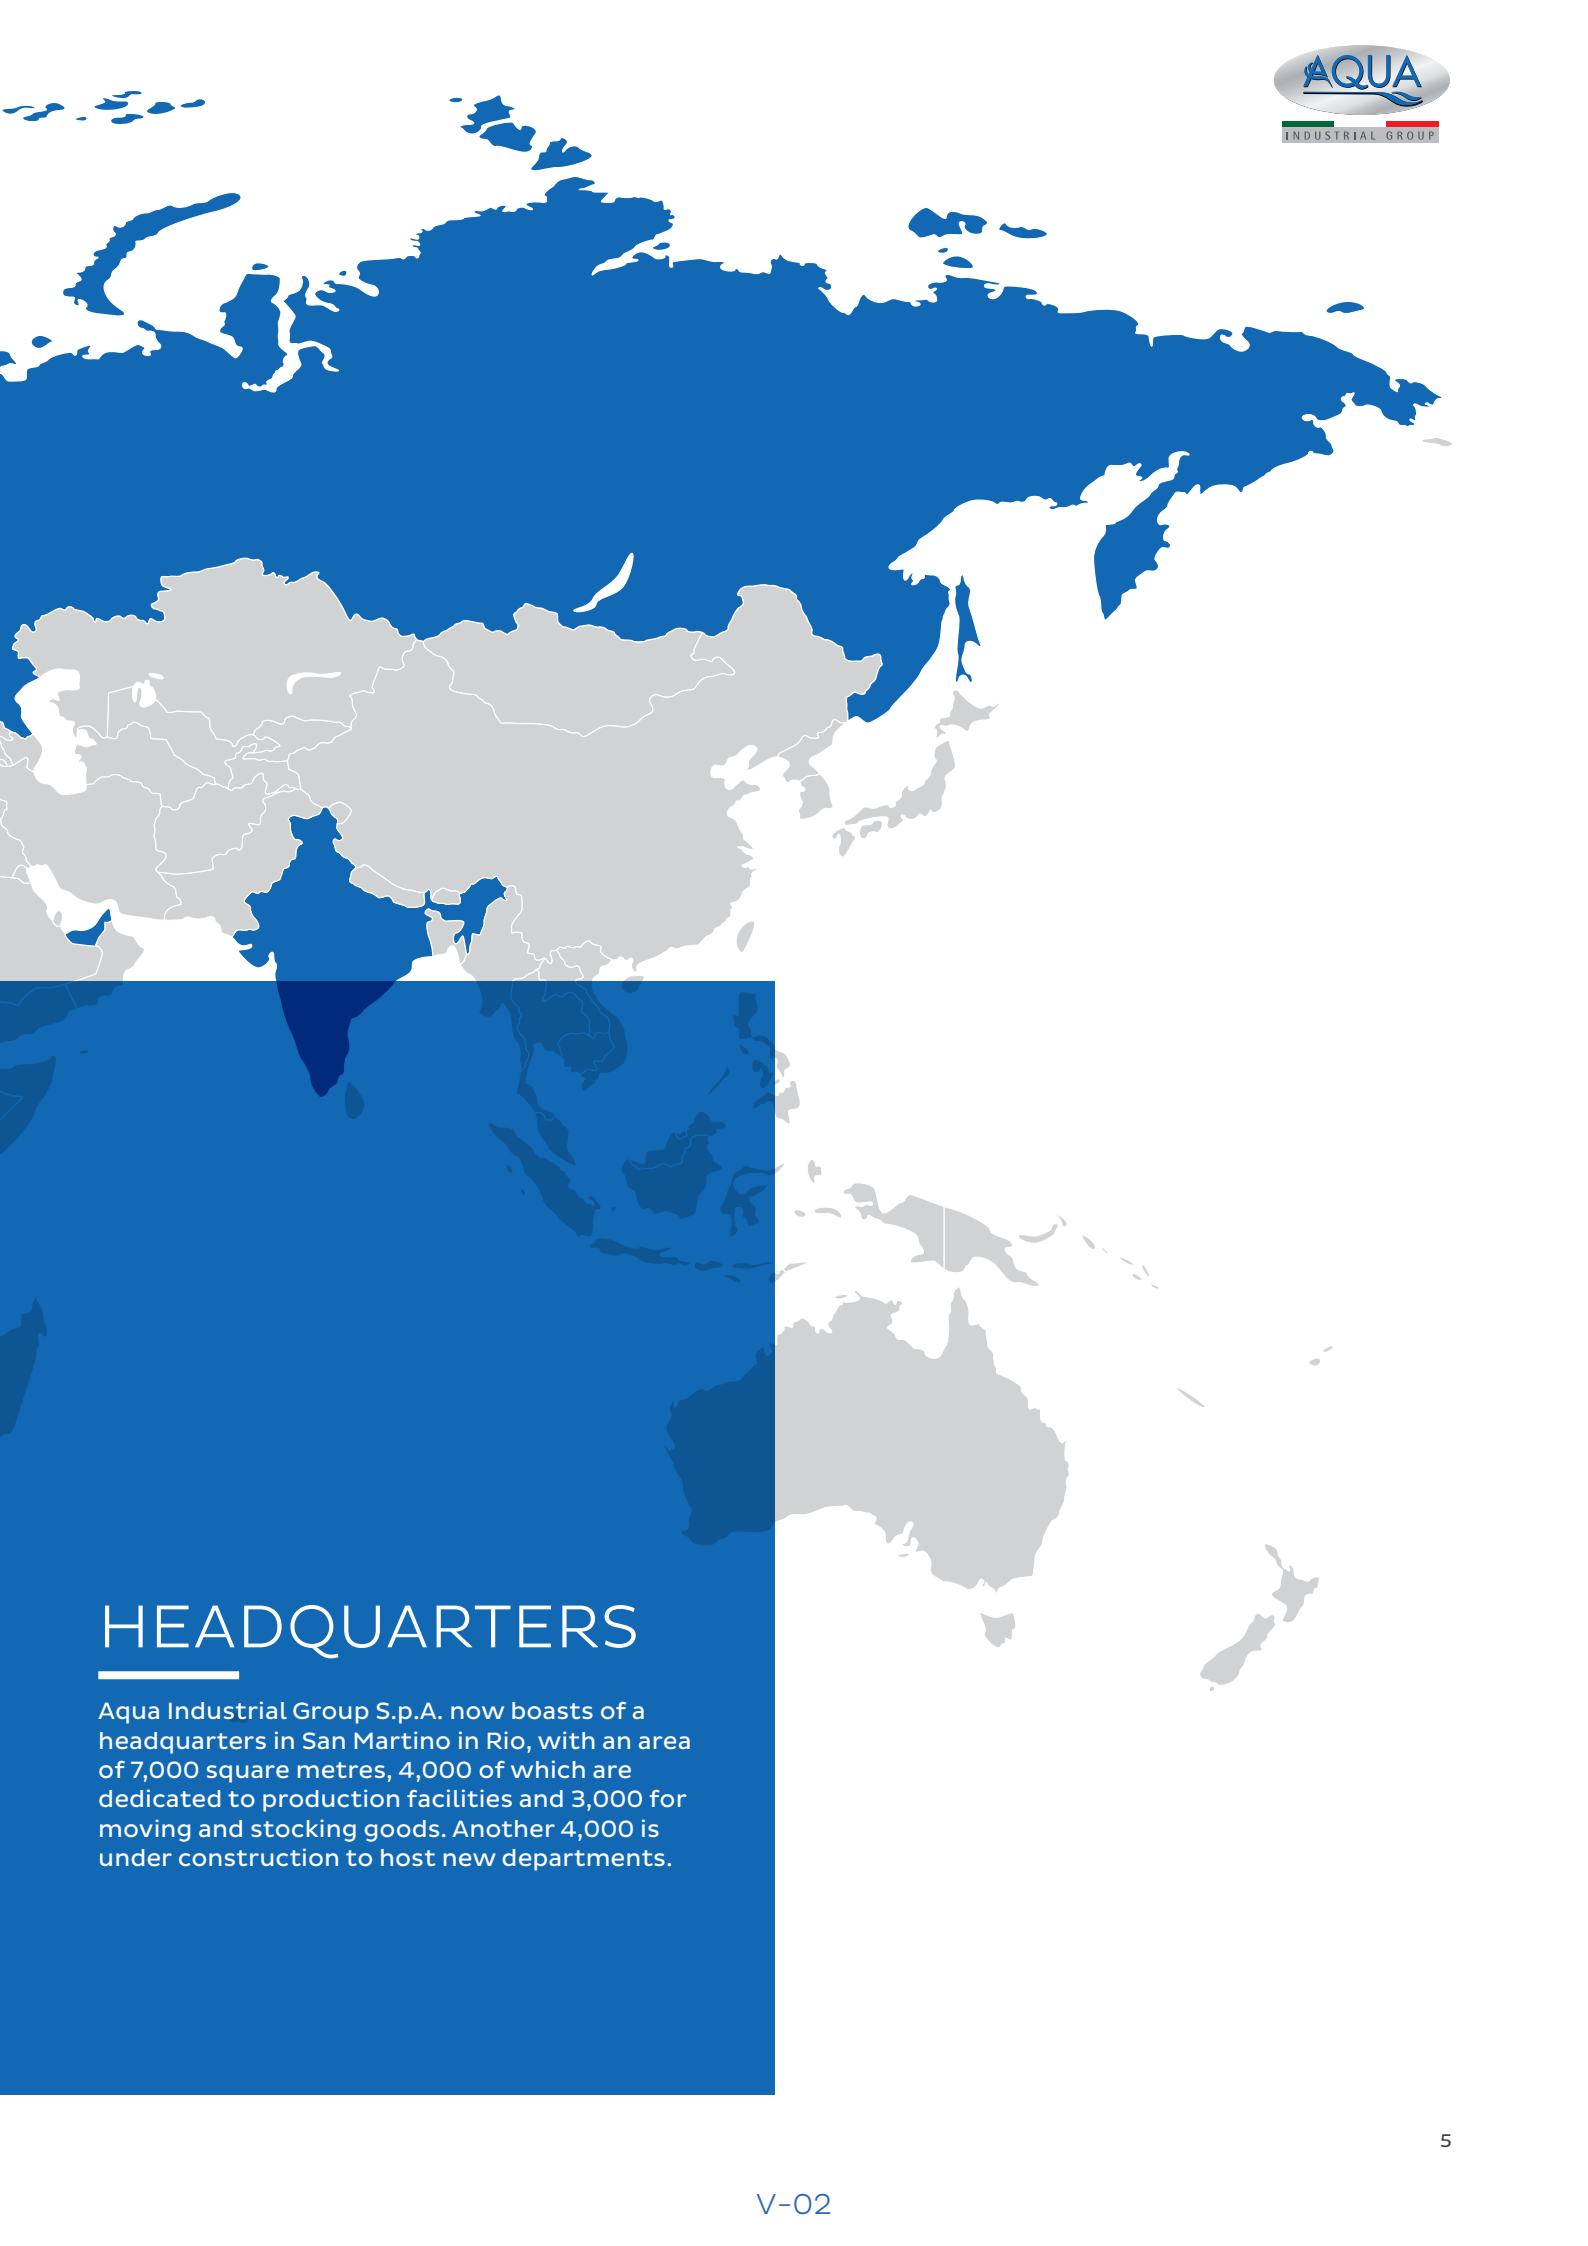 AQUA
INDUSTRIAL GROUP
HEADQUARTERS
Aqua Industrial Group S.p.A. now boasts of a
headquarters in San Martino in Rio, with an area
of 7,000 square metres, 4,000 of which are
dedicated to production facilities and 3,000 for
moving and stocking goods. Another 4,000 is
under construction to host new departments.
5
V-02